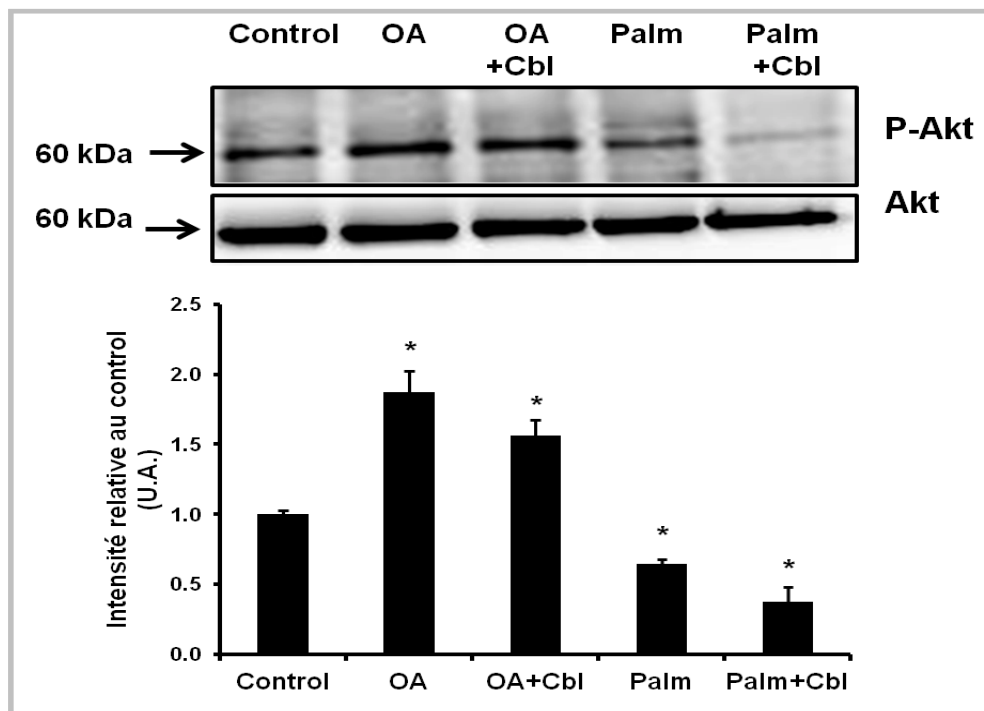 Control OA OA Palm Palm
+Cbl +Cbl
P-Akt
60 kDa
Akt
60 kDa
Intensité relative au control
(U.A.)
2.5
2.0
1.5
1.0
0.5
0.0
*
*
*
*
Control OA OA+Cbl Palm Palm+Cbl